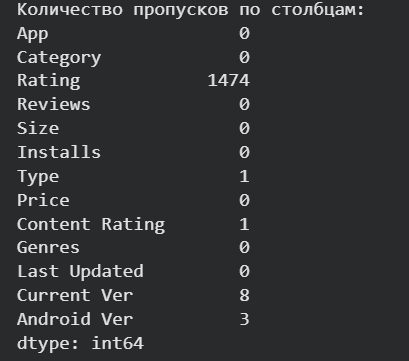 Количество пропусков по столбцам:
App 0
Category 0
Rating 1474
Reviews 0
Size 0
Installs 0
Type 1
Price 0
Content Rating 1
Genres 0
Last Updated 0
Current Ver 8
Android Ver 3
dtype: int64